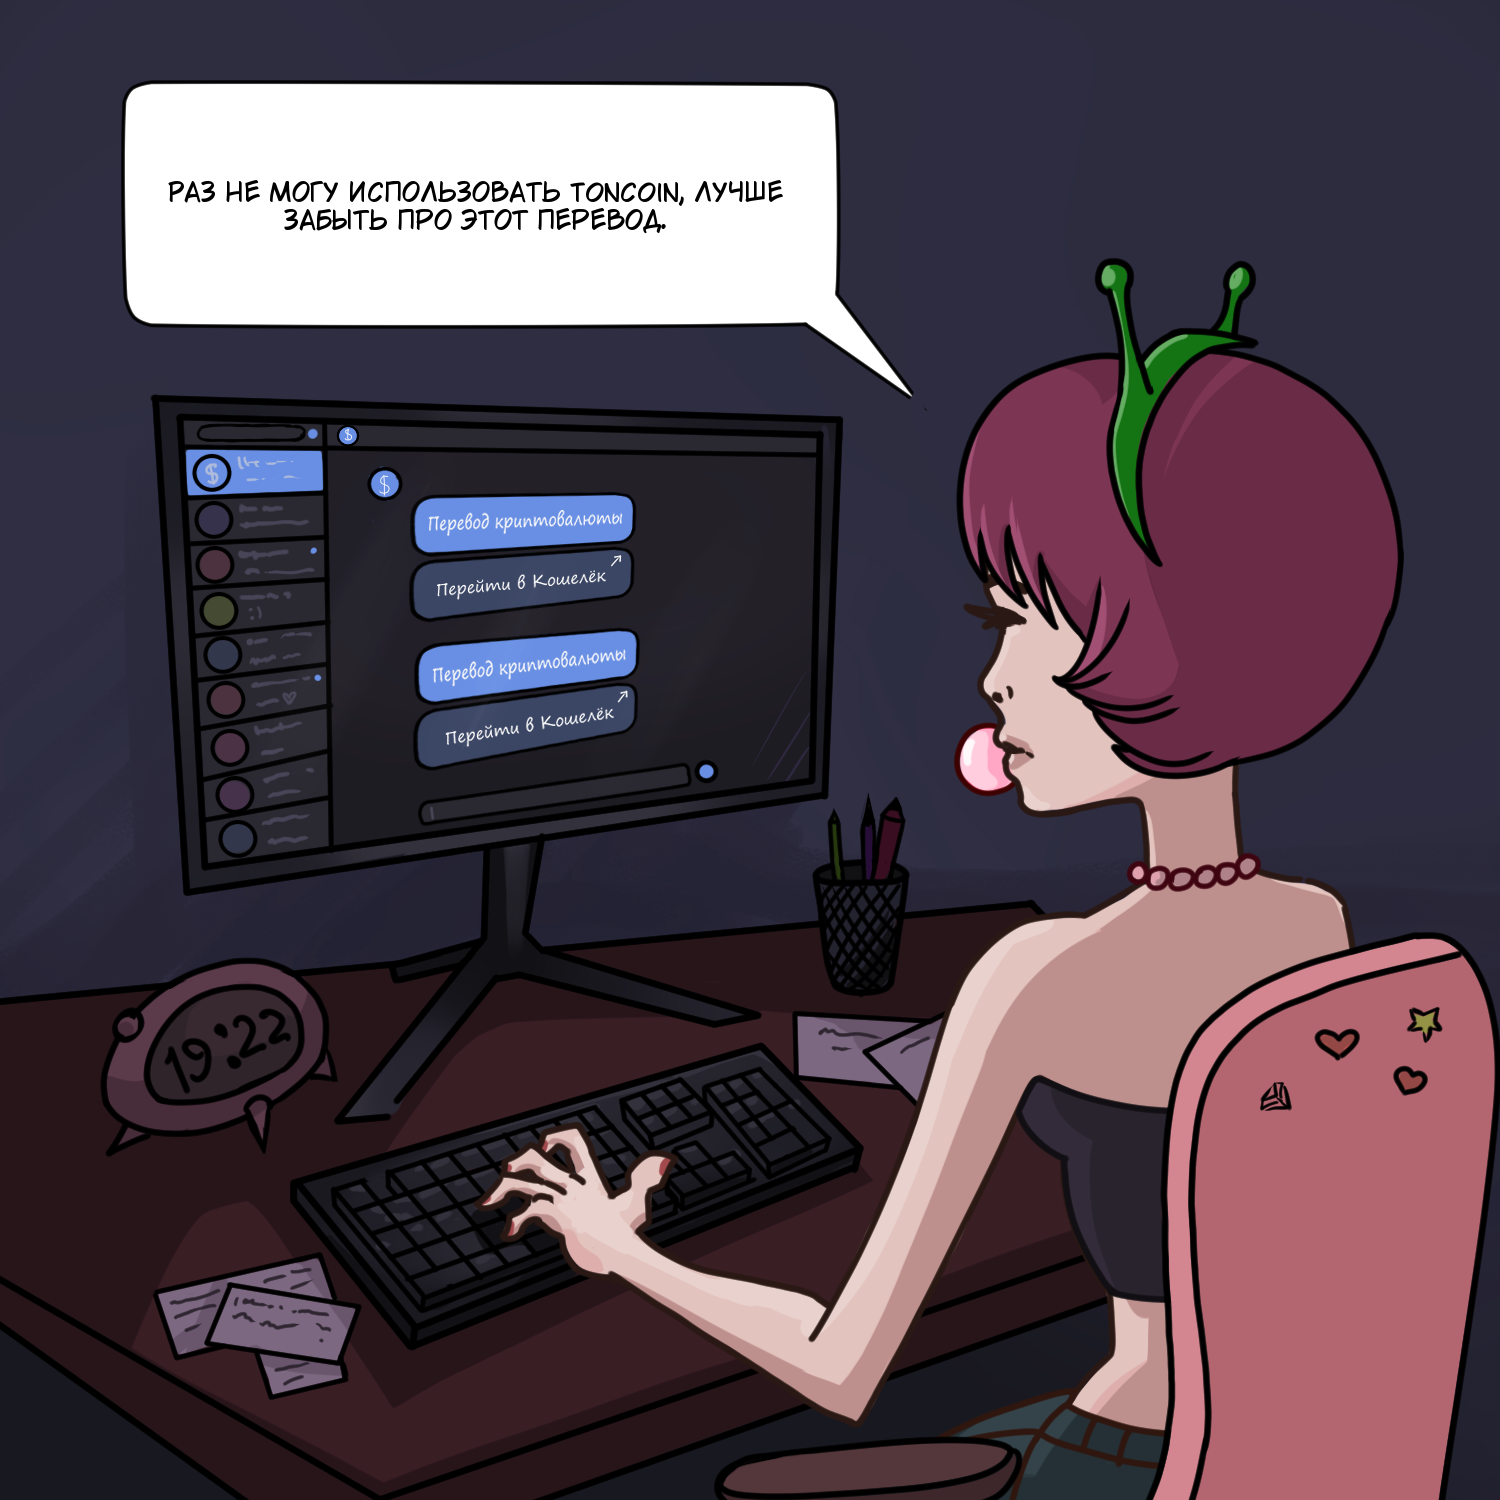 РАЗ НЕ МОГУ ИСПОЛЬЗОВАТЬ TONCOIN, ЛУЧШЕ
ЗАБЫТЬ ПРО ЭТОТ ПЕРЕВОД.
$
$
$
Перевод криптовалюты
Перейти в Кошелёк
:)
Перевод криптовалюты
Перейти в Кошелёк
19:22